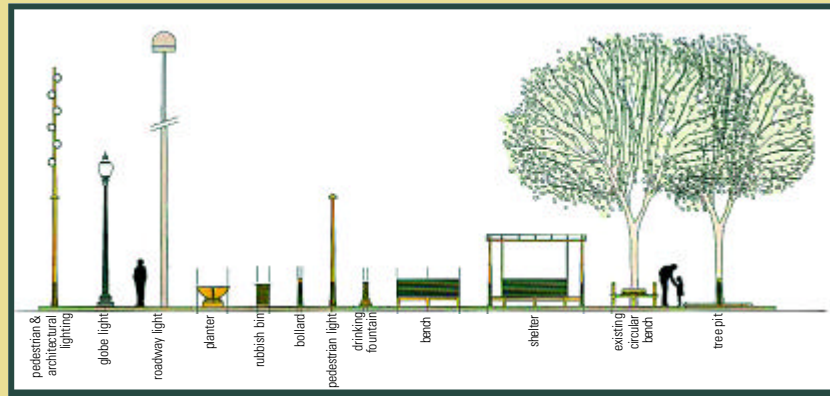 pedestrian &
architectural
lighting
globe light
roadway light
planter
rubbish bin
bollard
pedestrian light
drinking
fountain
bench
shelter
existing
circular
bench
tree pit